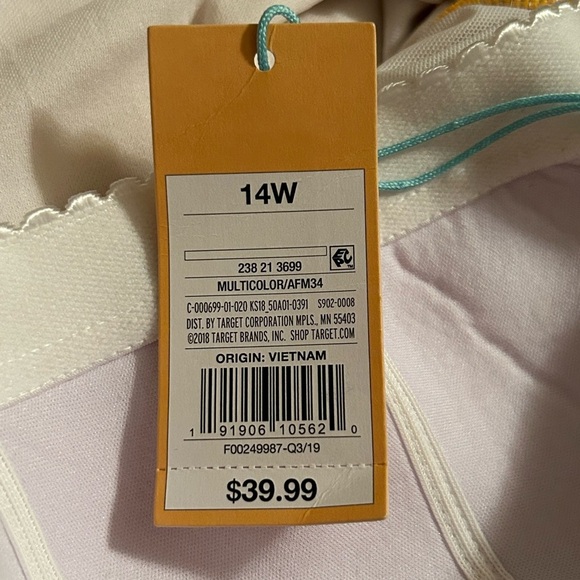 14W
238 21 3699
MULTICOLOR/AFM34
C-000699-01-020 KS18_50A01-0391 S902-0008
DIST. BY TARGET CORPORATION MPLS., MN 55403
©2018 TARGET BRANDS, INC. SHOP TARGET.COM
ORIGIN: VIETNAM
1 91906 10562 0
F00249987-Q3/19
$39.99